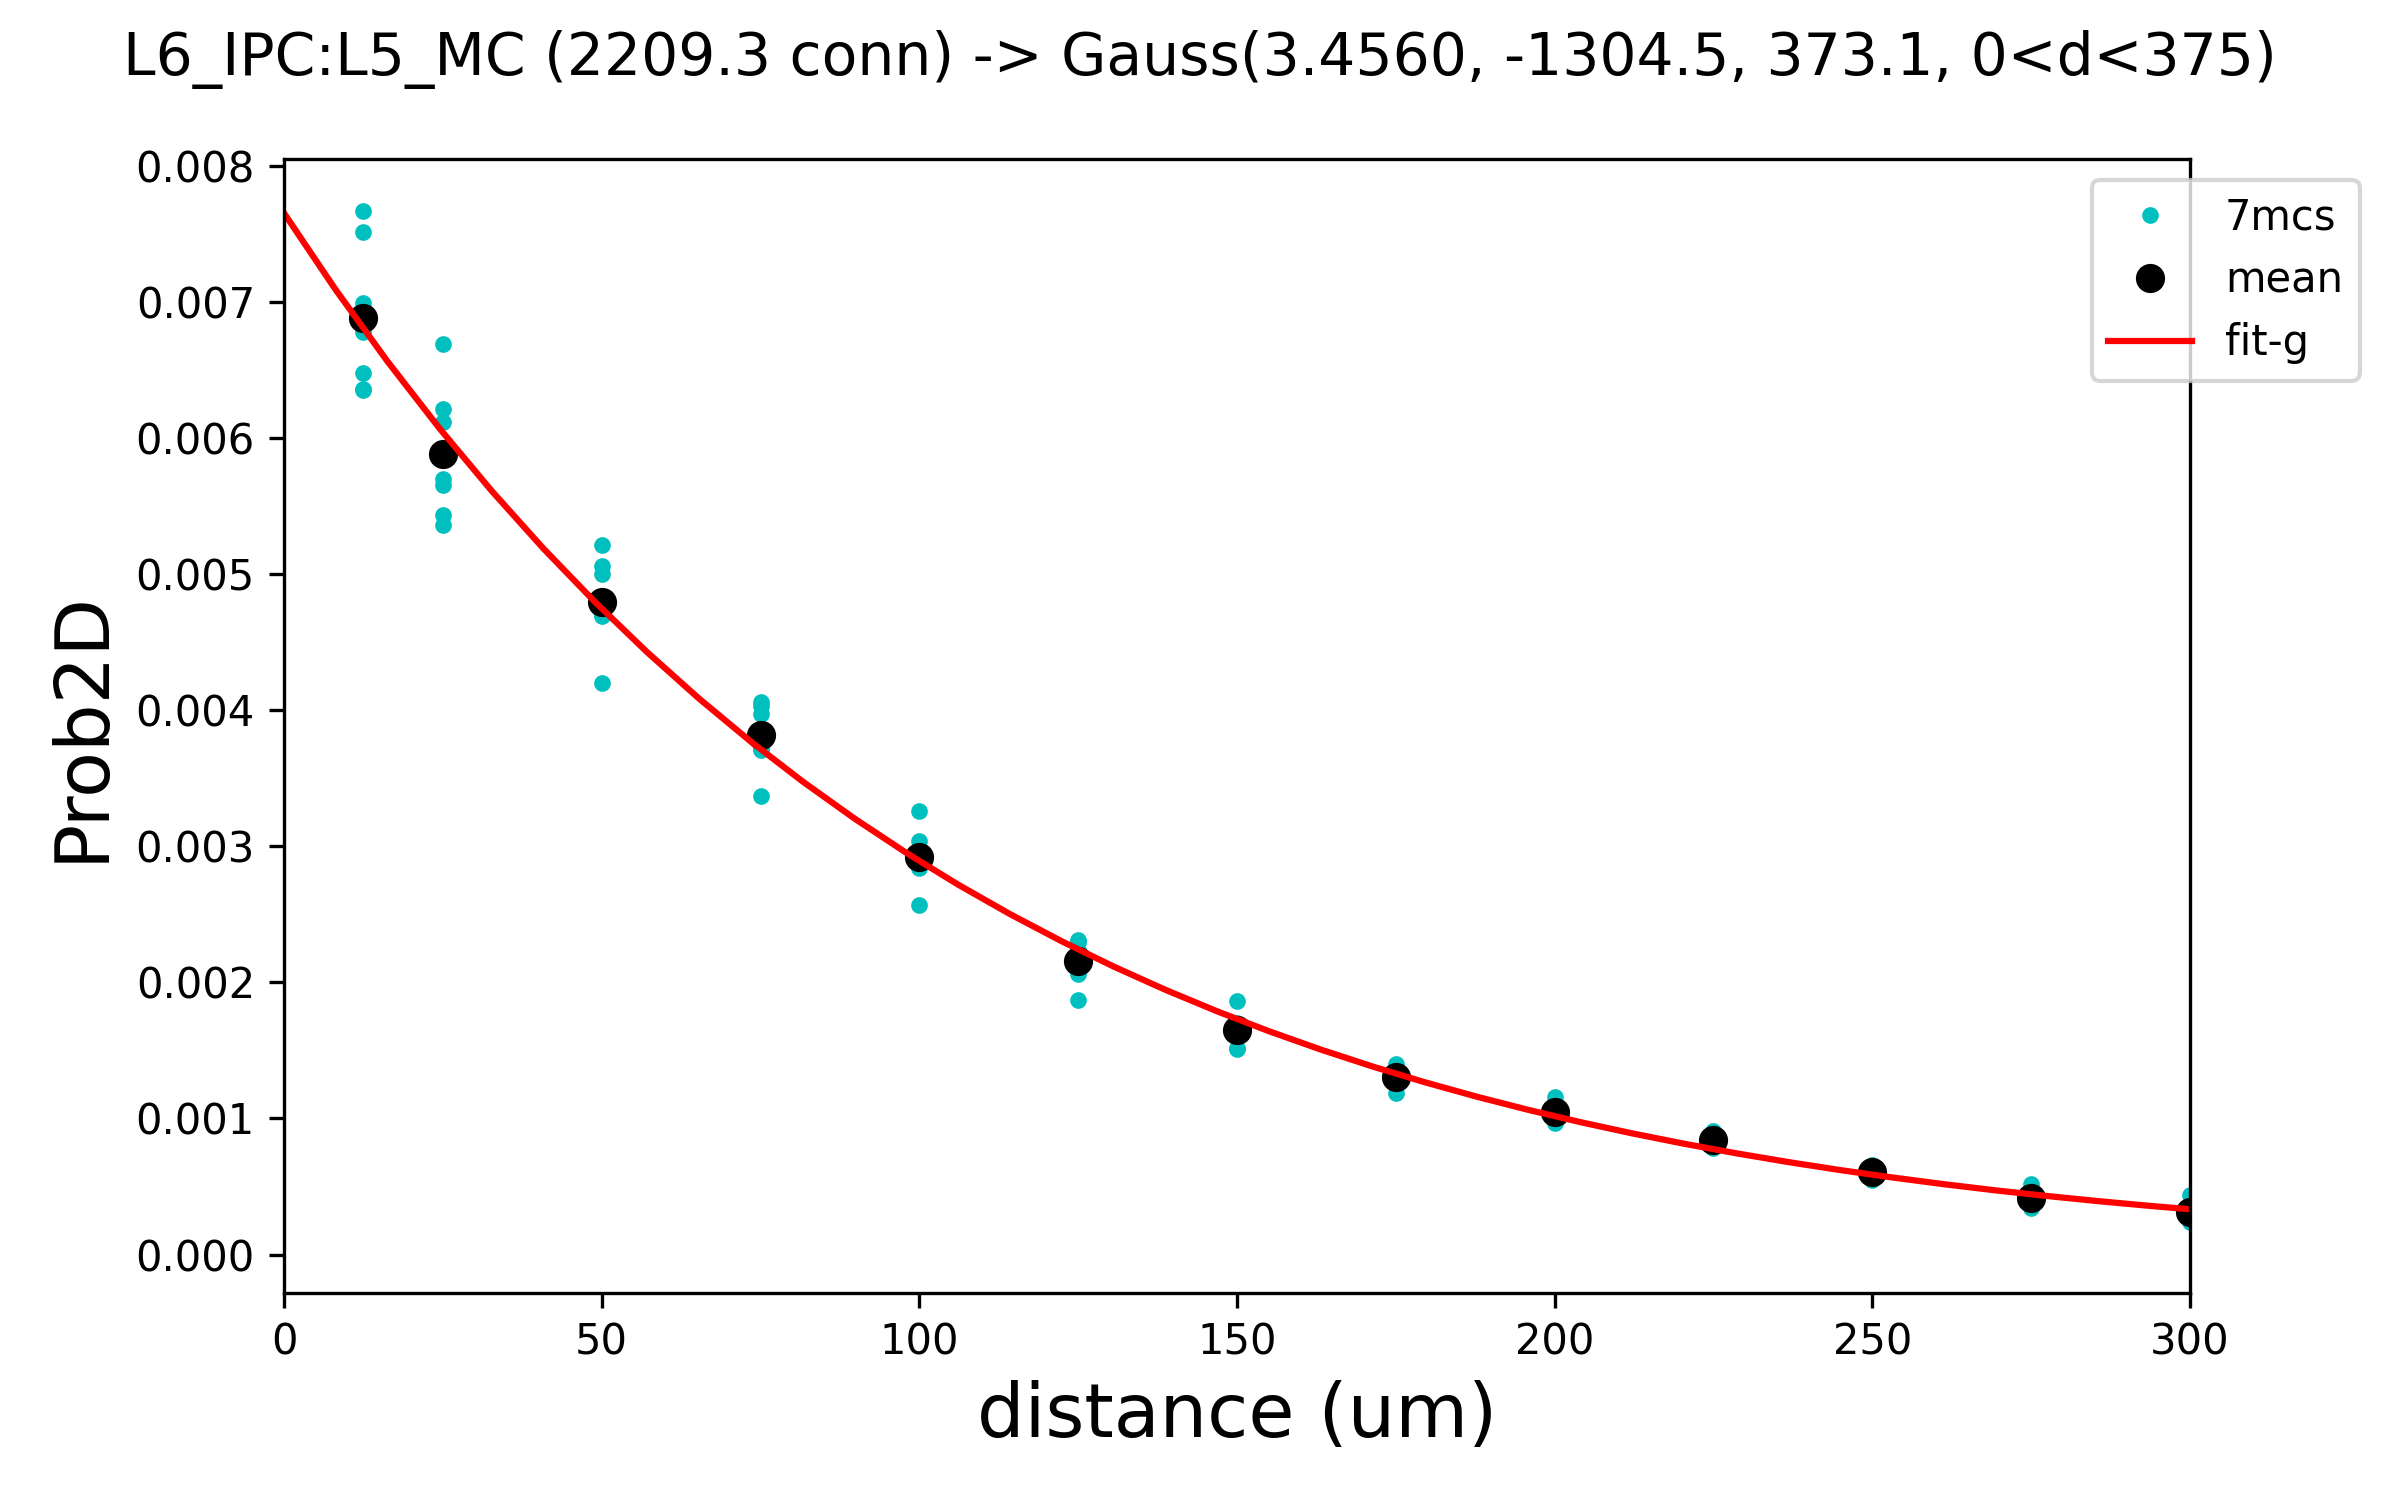 L6_IPC:L5_MC (2209.3 conn) -> Gauss(3.4560, -1304.5, 373.1, 0<d<375)
7mcs
mean
fit-g
Prob2D
0.008
0.007
0.006
0.005
0.004
0.003
0.002
0.001
0.000
0 50 100 150 200 250 300
distance (um)